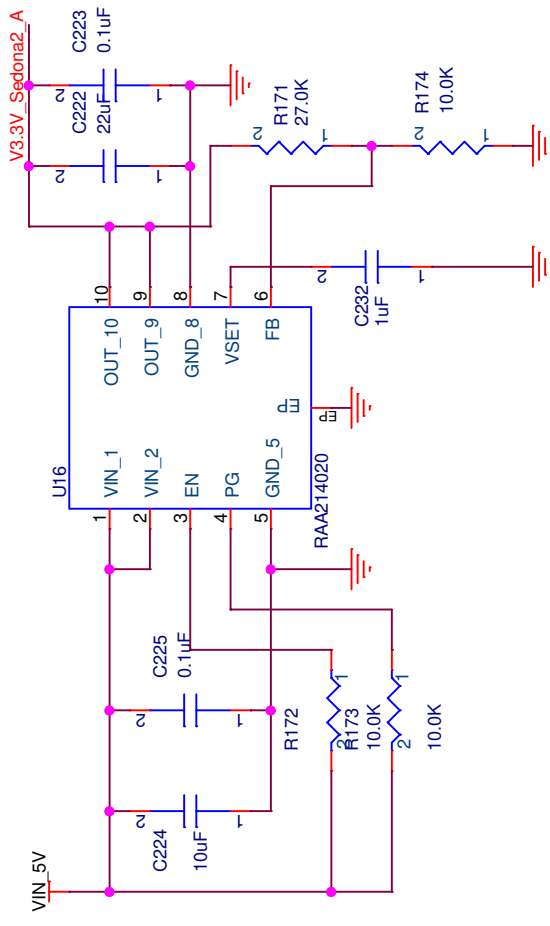 VIN_5V
C224
10uF
2
1
C225
0.1uF
2
1
R172
10.0K
2
1
R173
10.0K
2
1
U16
RAA214020
1
VIN_1
2
VIN_2
3
EN
4
PG
5
GND_5
10
OUT_10
9
OUT_9
8
GND_8
7
VSET
6
FB
EP
EP
V3.3V_Sedona2_A
C223
0.1uF
2
1
C222
22uF
2
1
R171
27.0K
2
1
R174
10.0K
2
1
C232
1uF
2
1